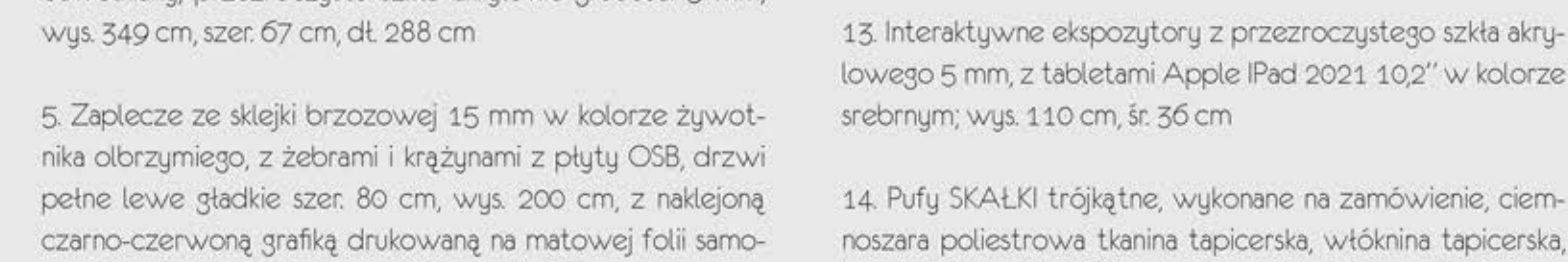 wys. 349 cm, szer. 67 cm, dł. 288 cm
5. Zaplecze ze sklejki brzozowej 15 mm w kolorze żywot-
nika olbrzymiego, z żebrami i krążynami z płyty OSB, drzwi
pełne lewe gładkie szer. 80 cm, wys. 200 cm, z naklejoną
czarno-czerwoną grafiką drukowaną na matowej folii samo-
13. Interaktywne ekspozytory z przezroczystego szkła akry-
lowego 5 mm, z tabletami Apple IPad 2021 10,2’’ w kolorze
srebrnym; wys. 110 cm, śr. 36 cm
14. Pufy SKAŁKI trójkątne, wykonane na zamówienie, ciem-
noszara poliestrowa tkanina tapicerska, włóknina tapicerska,